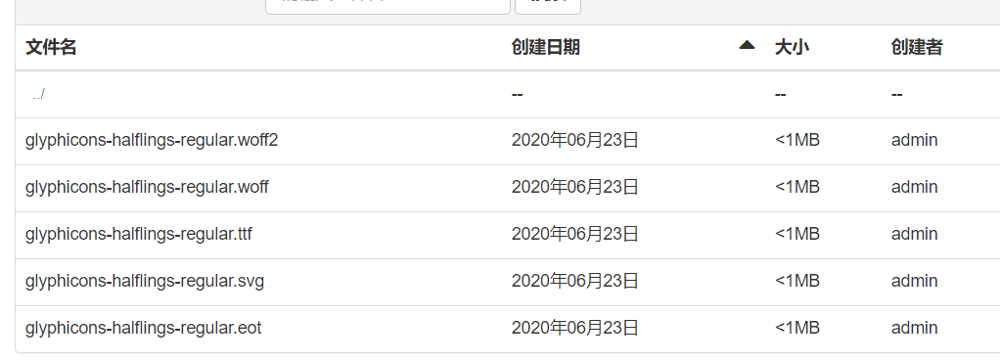 文件名 创建日期 大小 创建者
../ -- -- --
glyphicons-halflings-regular.woff2 2020年06月23日 <1MB admin
glyphicons-halflings-regular.woff 2020年06月23日 <1MB admin
glyphicons-halflings-regular.ttf 2020年06月23日 <1MB admin
glyphicons-halflings-regular.svg 2020年06月23日 <1MB admin
glyphicons-halflings-regular.eot 2020年06月23日 <1MB admin